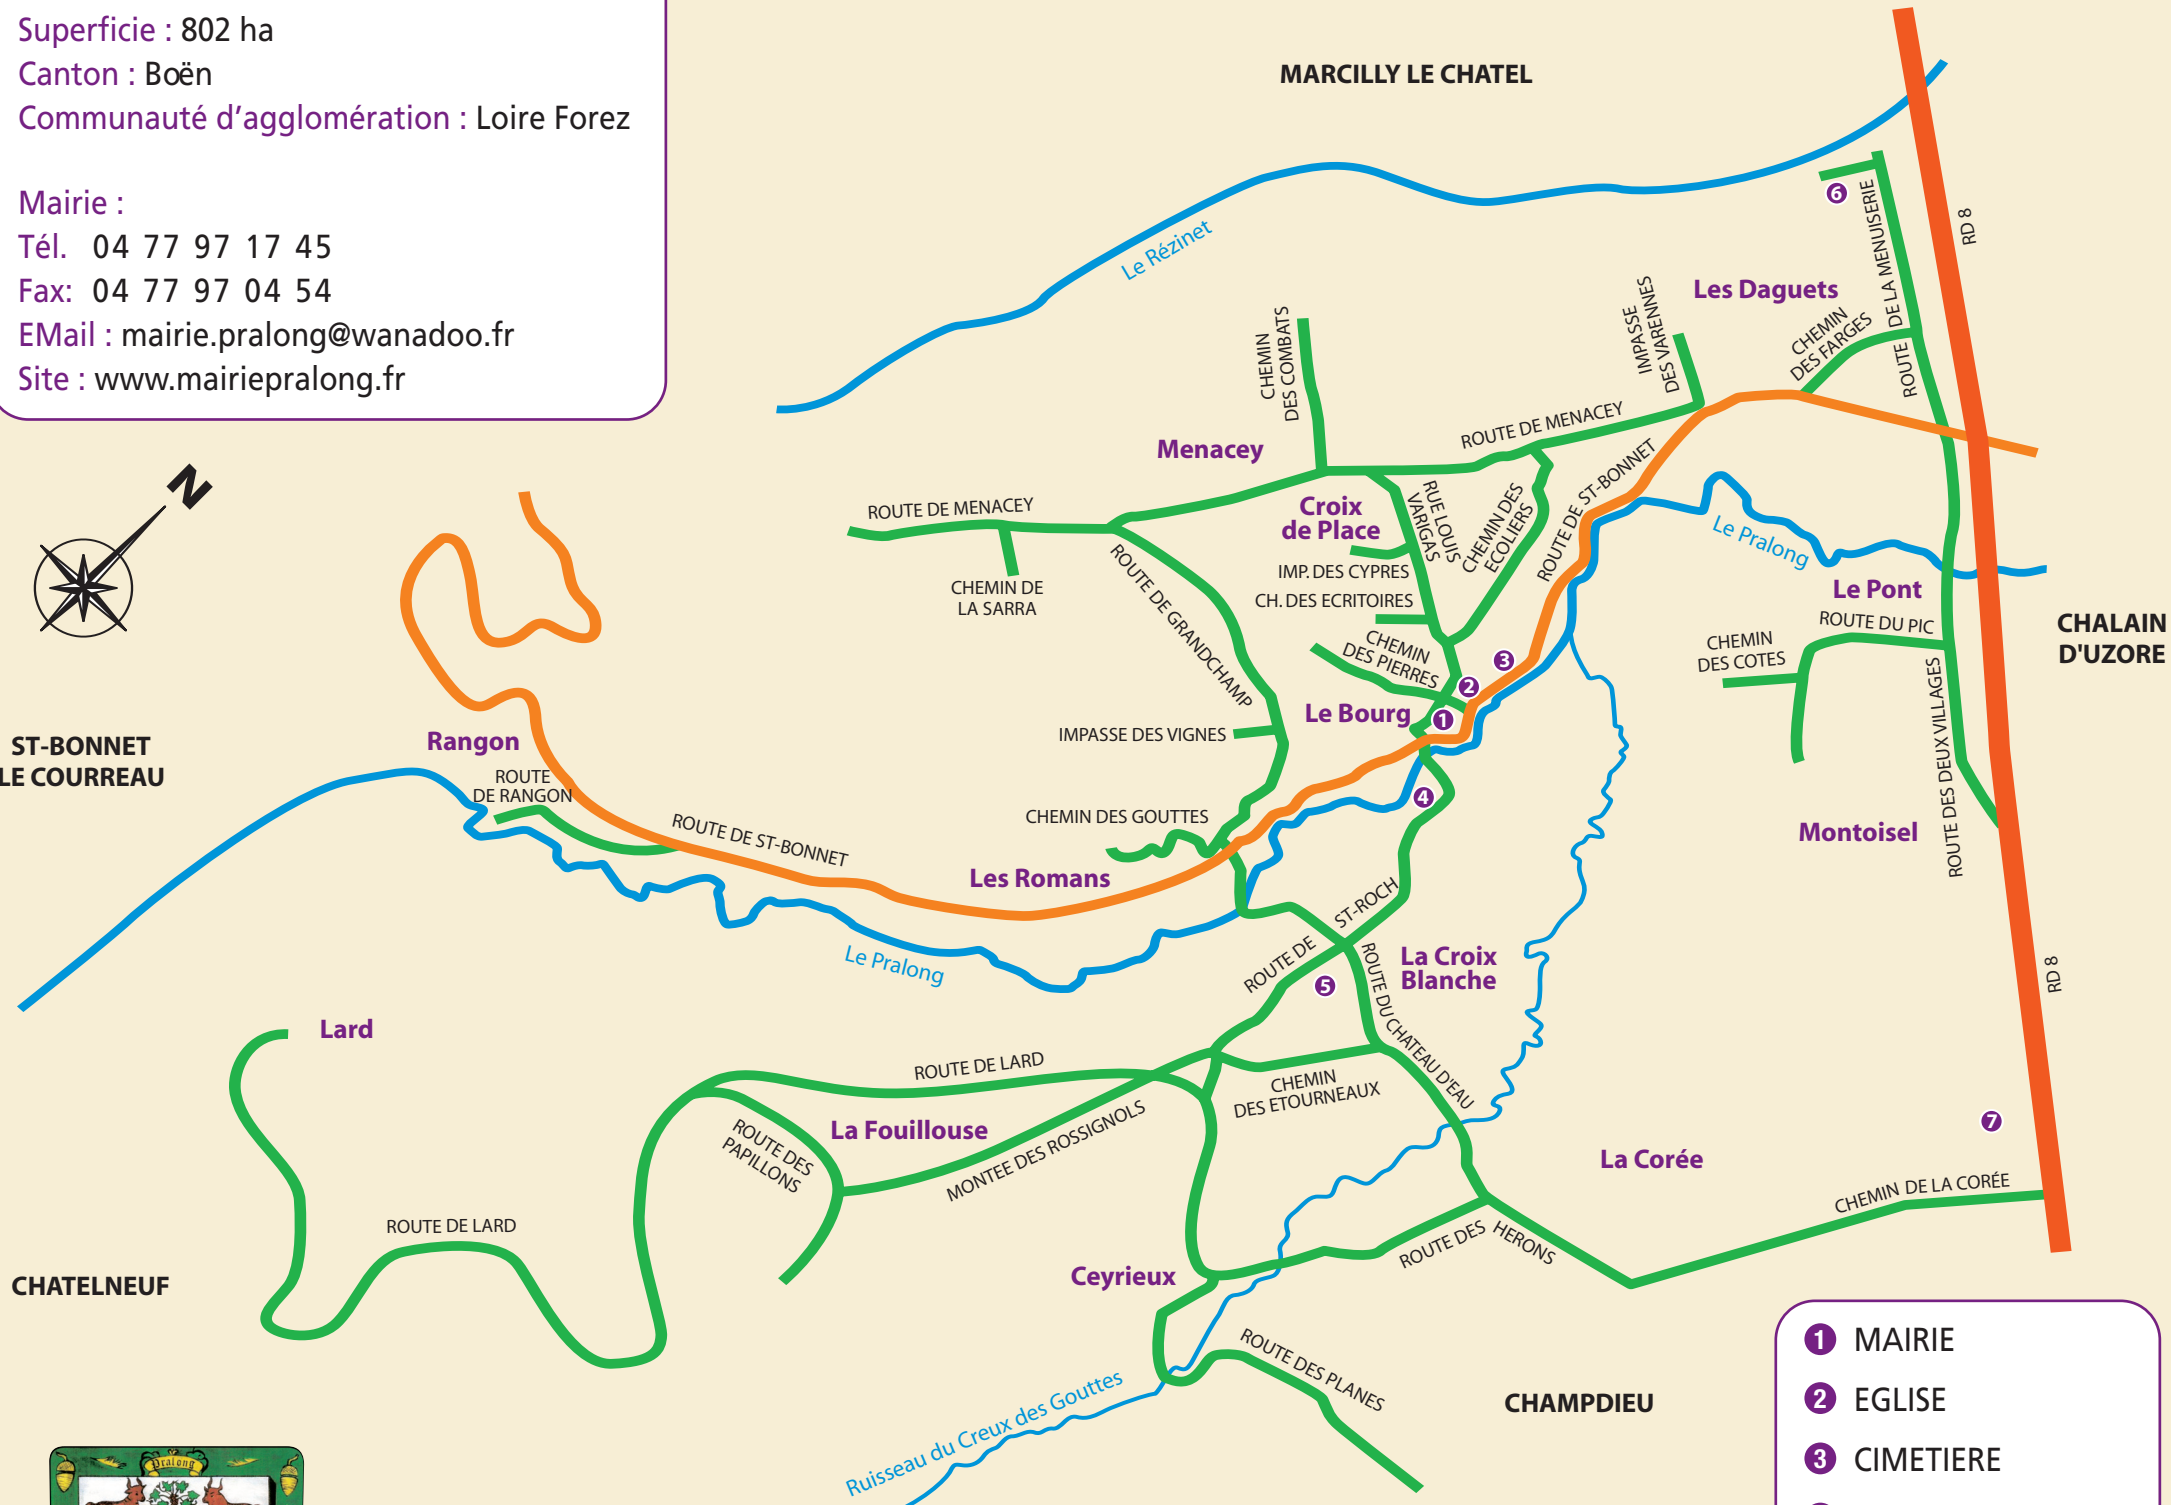 Superficie : 802 ha
Canton : Boën
Communauté d'agglomération : Loire Forez
Mairie :
Tél. 04 77 97 17 45
Fax: 04 77 97 04 54
EMail : mairie.pralong@wanadoo.fr
Site : www.mairiepralong.fr
MARCILLY LE CHATEL
Le Rézinet
6
RD 8
ROUTE DE LA MENUISERIE
Les Daguets
IMPASSE
DES VARENNES
CHEMIN
DES FARGES
CHEMIN
DES COMBATS
ROUTE DE MENACEY
Menacey
N
ROUTE DE MENACEY
Croix
de Place
RUE LOUIS
VARIGAS
CHEMIN DES
ECOLIERS
ROUTE DE ST-BONNET
Le Pralong
CHEMIN DE
LA SARRA
ROUTE DE GRANDCHAMP
IMP. DES CYPRES
CH. DES ECRITOIRES
Le Pont
ROUTE DU PIC
CHEMIN
DES COTES
CHALAIN
D'UZORE
CHEMIN
DES PIERRES
3
2
1
Le Bourg
IMPASSE DES VIGNES
ST-BONNET
LE COURREAU
Rangon
ROUTE
DE RANGON
ROUTE DES DEUX VILLAGES
4
CHEMIN DES GOUTTES
ROUTE DE ST-BONNET
Montoisel
Les Romans
ROUTE DE ST-ROCH
Le Pralong
La Croix
Blanche
5
ROUTE DU CHATEAU D'EAU
RD 8
Lard
ROUTE DE LARD
CHEMIN
DES ETOURNEAUX
La Fouillouse
ROUTE DES
PAPILLONS
MONTEE DES ROSSIGNOLS
7
La Corée
CHEMIN DE LA CORÉE
ROUTE DE LARD
ROUTE DES HERONS
CHATELNEUF
Ceyrieux
ROUTE DES PLANES
CHAMPDIEU
Ruisseau du Creux des Gouttes
Pralong
1 MAIRIE
2 EGLISE
3 CIMETIERE